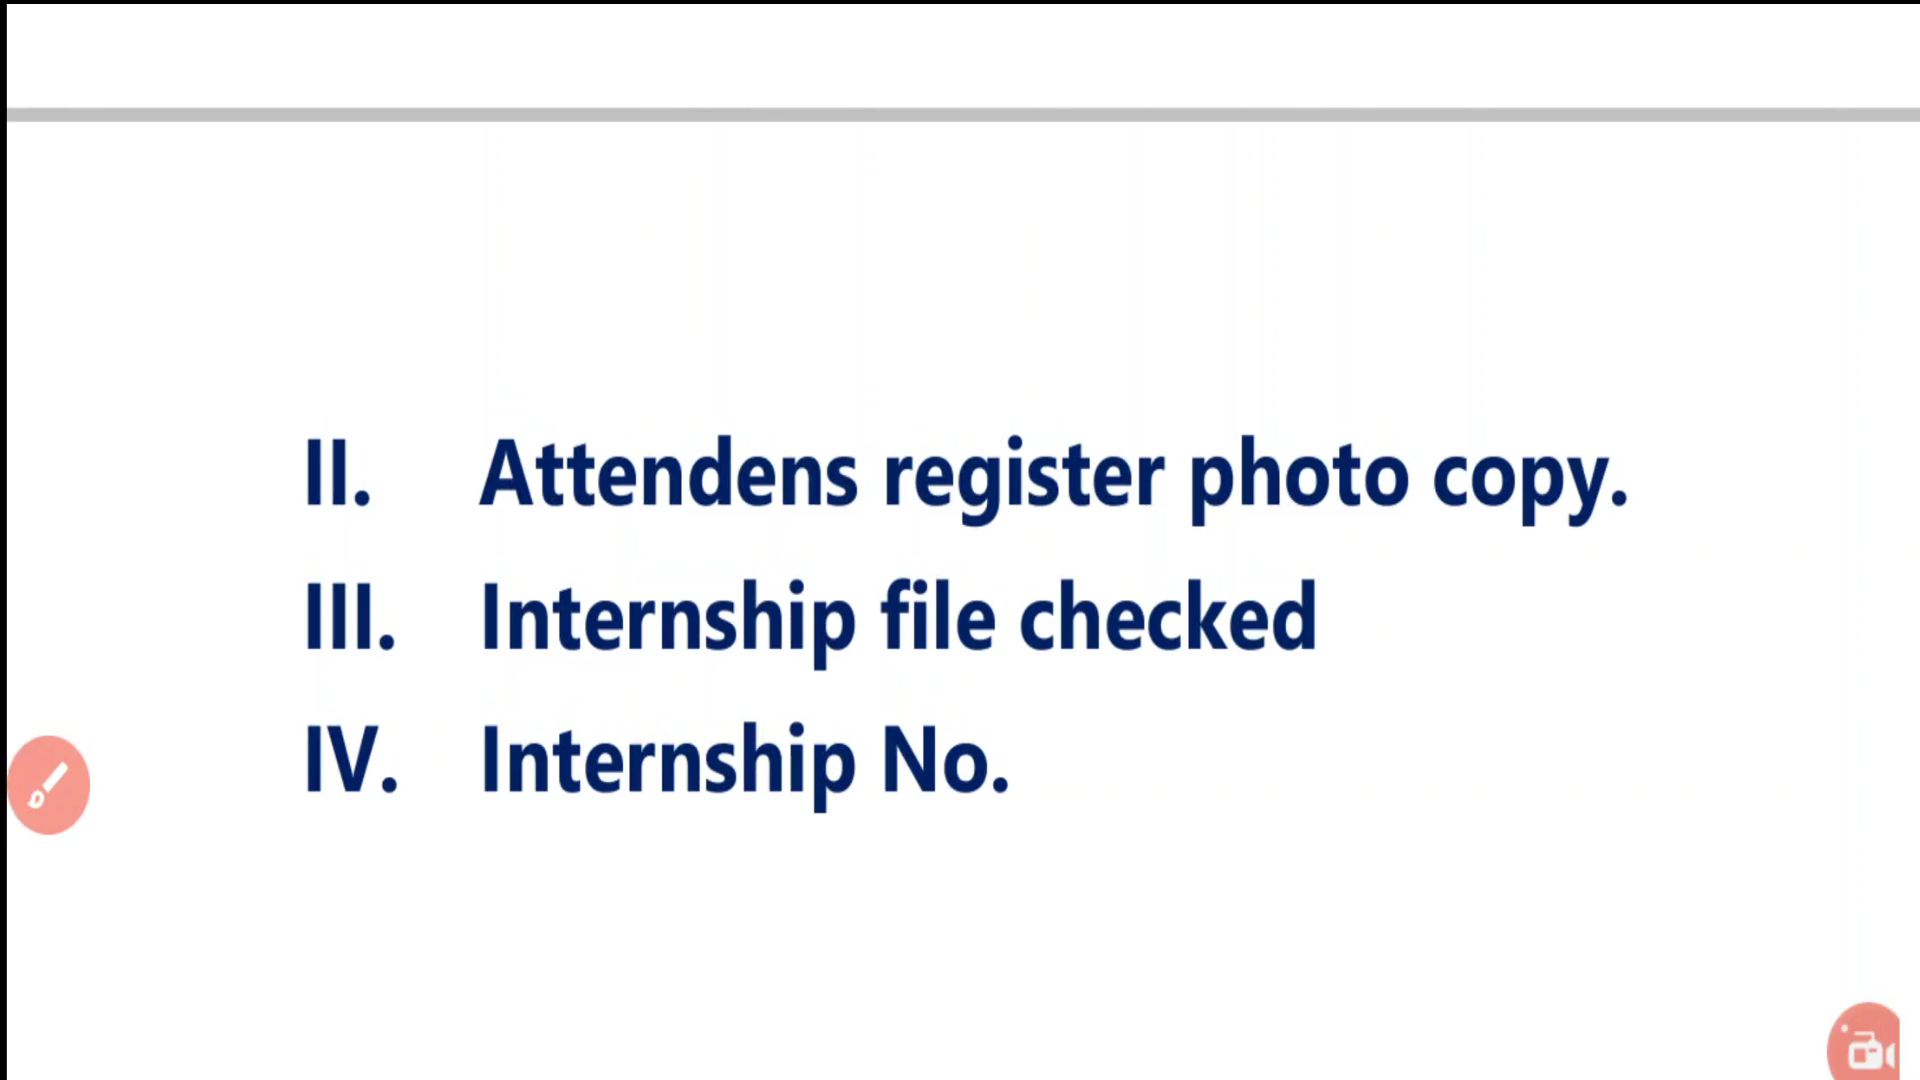 II. Attendens register photo copy.
III. Internship file checked
IV. Internship No.